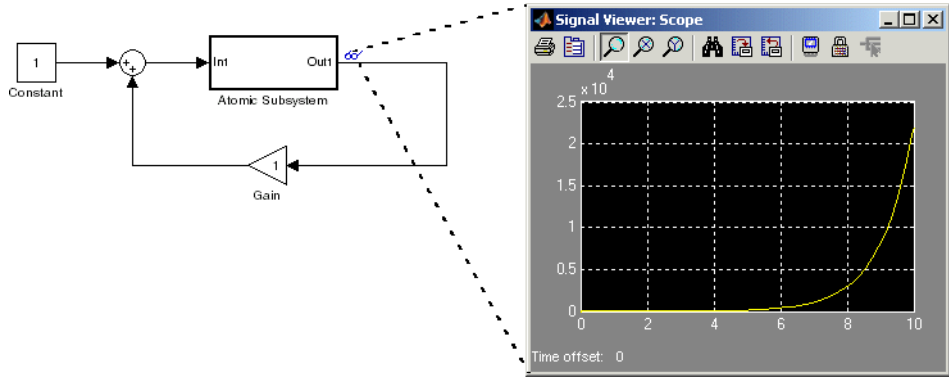 1
Constant
+
+
In1
Out1
Atomic Subsystem
1
Gain
Signal Viewer: Scope
x 10^4
2.5
2
1.5
1
0.5
0
0
2
4
6
8
10
Time offset: 0